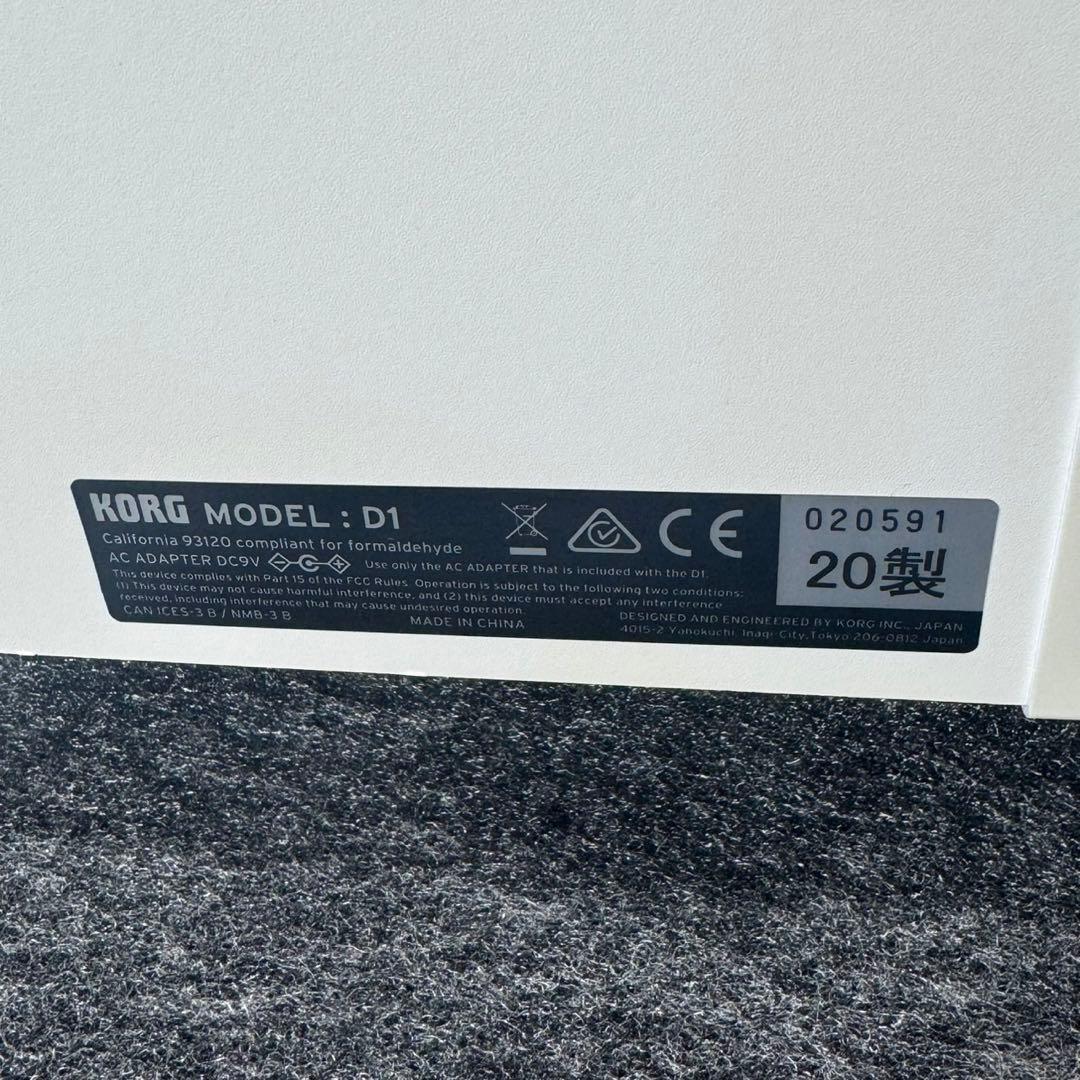 KORG MODEL : D1
California 93120 compliant for formaldehyde
AC ADAPTER DC9V Use only the AC ADAPTER that is included with the D1.
This device complies with Part 15 of the FCC Rules. Operation is subject to the following two conditions:
(1) This device may not cause harmful interference, and (2) this device must accept any interference
received, including interference that may cause undesired operation.
CAN ICES-3 B / NMB-3 B
MADE IN CHINA
CE
020591
20製
DESIGNED AND ENGINEERED BY KORG INC., JAPAN
4015-2 Yanokuchi, Inagi-City, Tokyo 206-0812 Japan